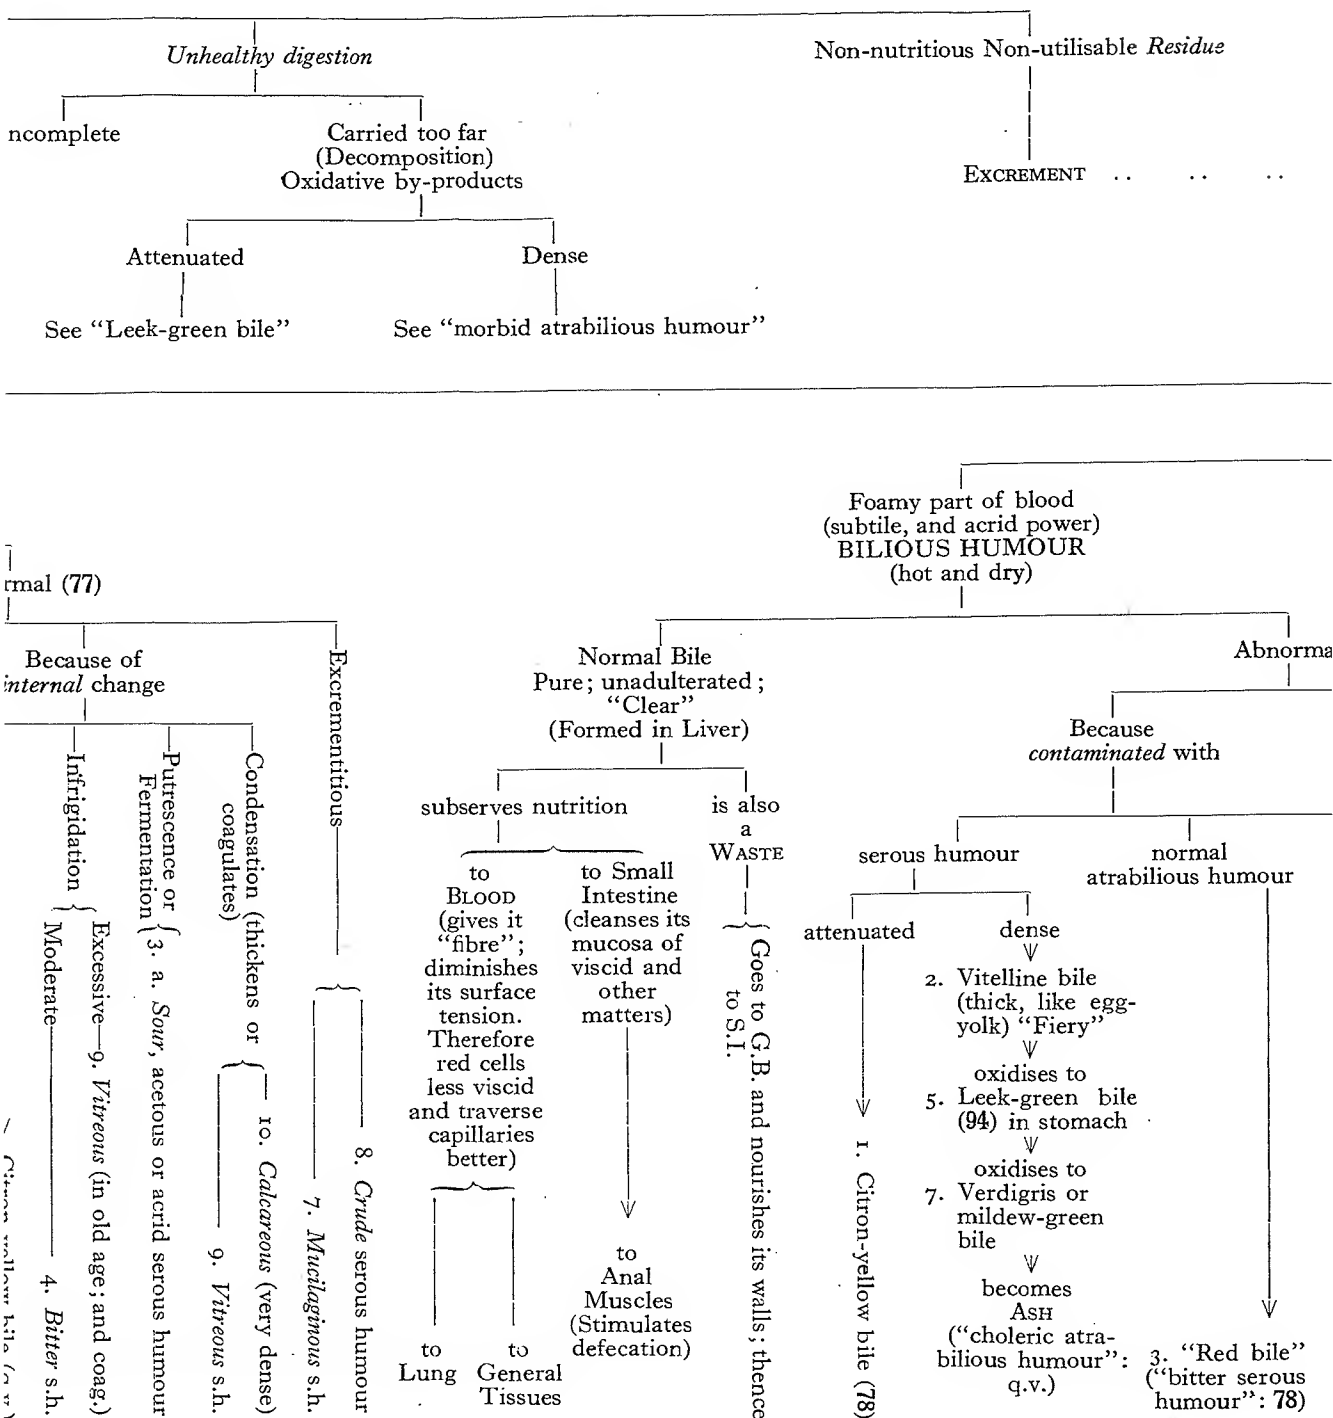 Unhealthy digestion
Non-nutritious Non-utilisable Residue
ncomplete
Carried too far
(Decomposition)
Oxidative by-products
EXCREMENT .. .. ..
Attenuated
Dense
See "Leek-green bile"
See "morbid atrabilious humour"
Foamy part of blood
(subtile, and acrid power)
BILIOUS HUMOUR
(hot and dry)
rmal (77)
Because of
internal change
Infrigidation
Moderate
4. Bitter s.h.
Excessive—9. Vitreous (in old age; and coag.)
Putrescence or
Fermentation
3. a. Sour, acetous or acrid serous humour
Condensation (thickens or
coagulates)
9. Vitreous s.h.
10. Calcareous (very dense)
Excrementitious
7. Mucilaginous s.h.
8. Crude serous humour
Normal Bile
Pure; unadulterated;
"Clear"
(Formed in Liver)
subserves nutrition
to
BLOOD
(gives it
"fibre";
diminishes
its surface
tension.
Therefore
red cells
less viscid
and traverse
capillaries
better)
to
Lung
to
General
Tissues
to Small
Intestine
(cleanses its
mucosa of
viscid and
other
matters)
to
Anal
Muscles
(Stimulates
defecation)
is also
a
WASTE
Goes to G.B. and nourishes its walls; thence
to S.I.
Abnorma
Because
contaminated with
serous humour
attenuated
1. Citron-yellow bile (78)
dense
2. Vitelline bile
(thick, like egg-
yolk) "Fiery"
oxidises to
5. Leek-green bile
(94) in stomach
oxidises to
7. Verdigris or
mildew-green
bile
becomes
ASH
("choleric atra-
bilious humour":
q.v.)
normal
atrabilious humour
3. "Red bile"
("bitter serous
humour": 78)